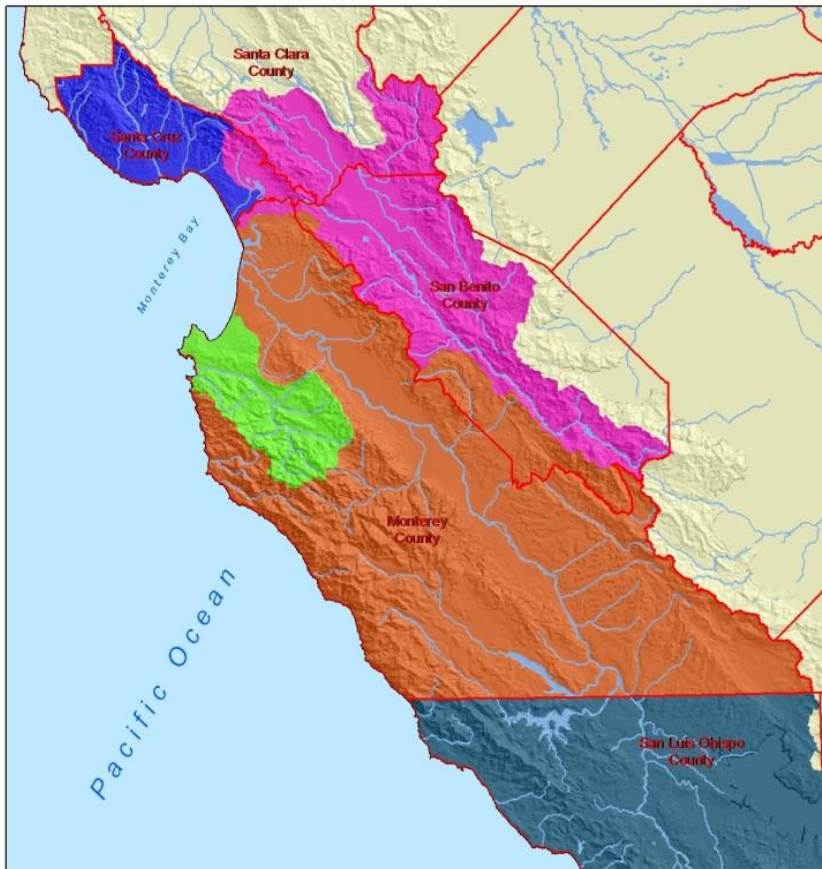 Santa Clara
County
Santa Cruz
County
Monterey Bay
San Benito
County
Monterey
County
Pacific Ocean
San Luis Obispo
County